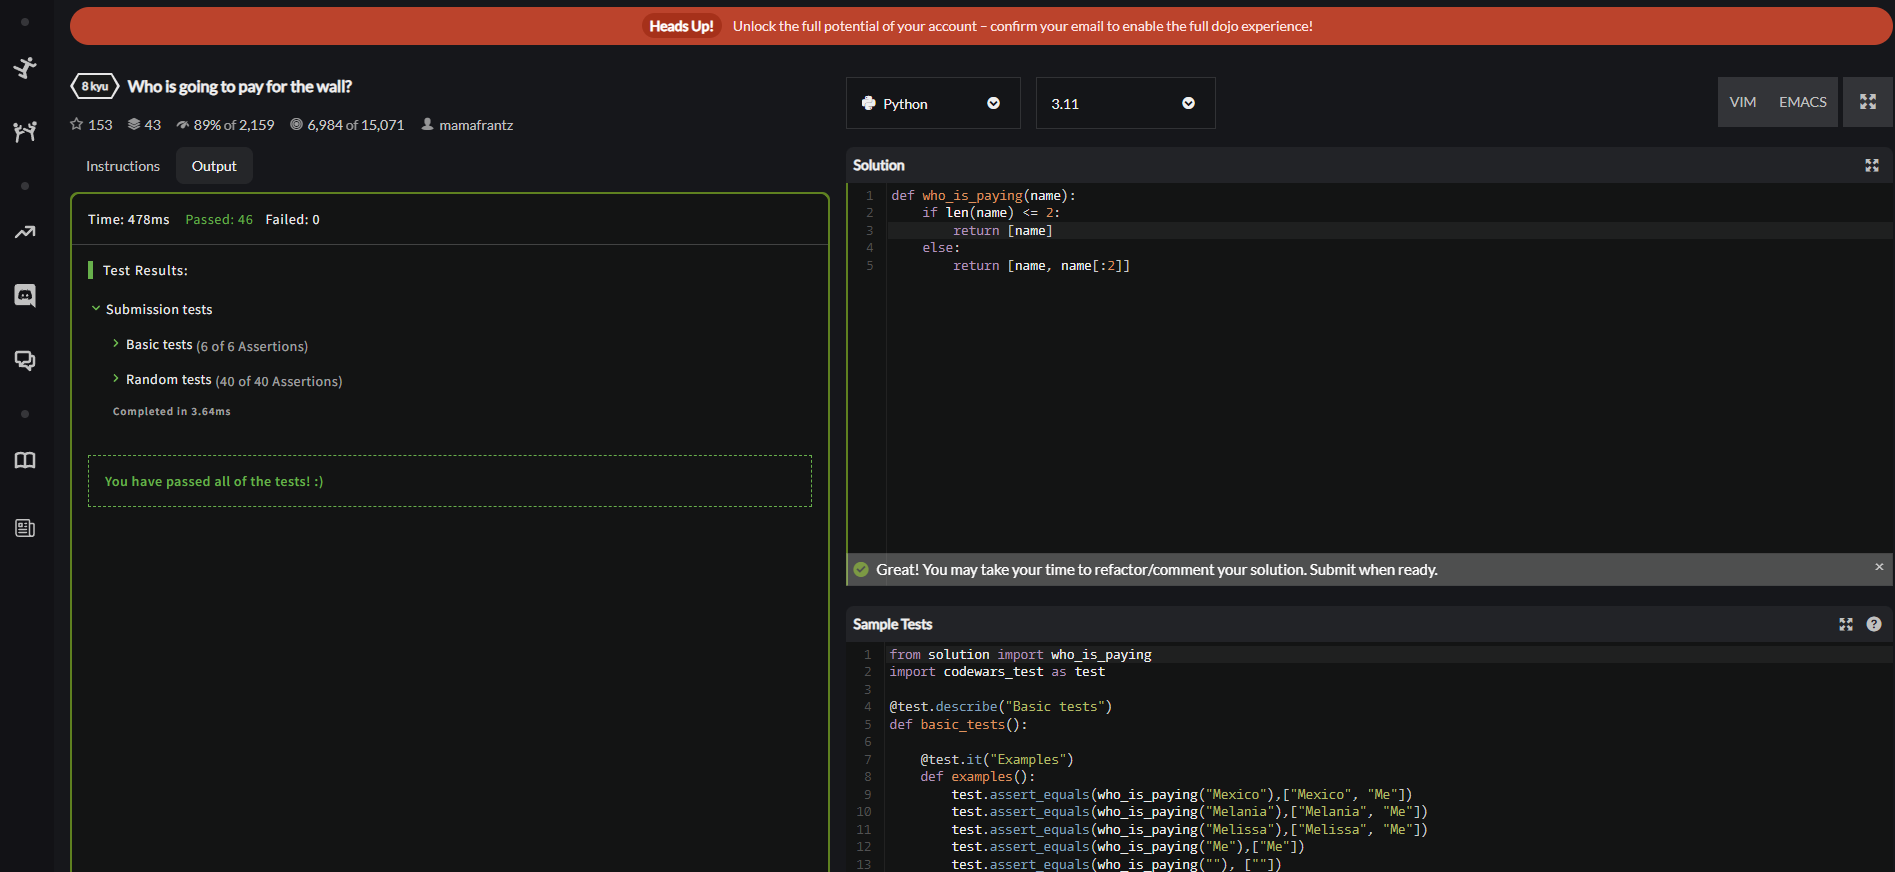 Heads Up! Unlock the full potential of your account – confirm your email to enable the full dojo experience!
8 kyu Who is going to pay for the wall?
153 43 89% of 2,159 6,984 of 15,071 mamafrantz
Instructions Output
Time: 478ms Passed: 46 Failed: 0
Test Results:
Submission tests
Basic tests (6 of 6 Assertions)
Random tests (40 of 40 Assertions)
Completed in 3.64ms
You have passed all of the tests! :)
Python 3.11 VIM EMACS
Solution
1 def who_is_paying(name):
2     if len(name) <= 2:
3         return [name]
4     else:
5         return [name, name[:2]]
Great! You may take your time to refactor/comment your solution. Submit when ready. ×
Sample Tests ?
1 from solution import who_is_paying
2 import codewars_test as test
3
4 @test.describe("Basic tests")
5 def basic_tests():
6
7     @test.it("Examples")
8     def examples():
9         test.assert_equals(who_is_paying("Mexico"),["Mexico", "Me"])
10         test.assert_equals(who_is_paying("Melania"),["Melania", "Me"])
11         test.assert_equals(who_is_paying("Melissa"),["Melissa", "Me"])
12         test.assert_equals(who_is_paying("Me"),["Me"])
13         test.assert_equals(who_is_paying(""), [""])